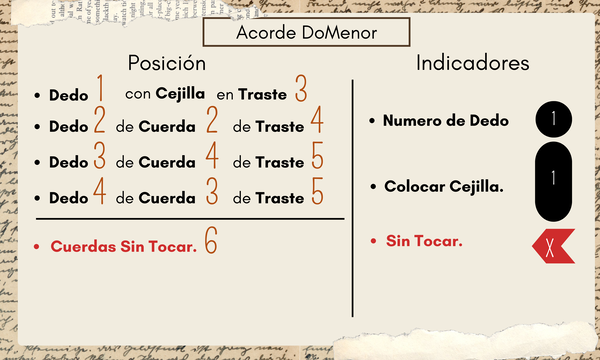 Acorde DoMenor
Posición
Dedo 1 con Cejilla en Traste 3
Dedo 2 de Cuerda 2 de Traste 4
Dedo 3 de Cuerda 4 de Traste 5
Dedo 4 de Cuerda 3 de Traste 5
Cuerdas Sin Tocar. 6
Indicadores
Numero de Dedo 1
Colocar Cejilla. 1
Sin Tocar. X